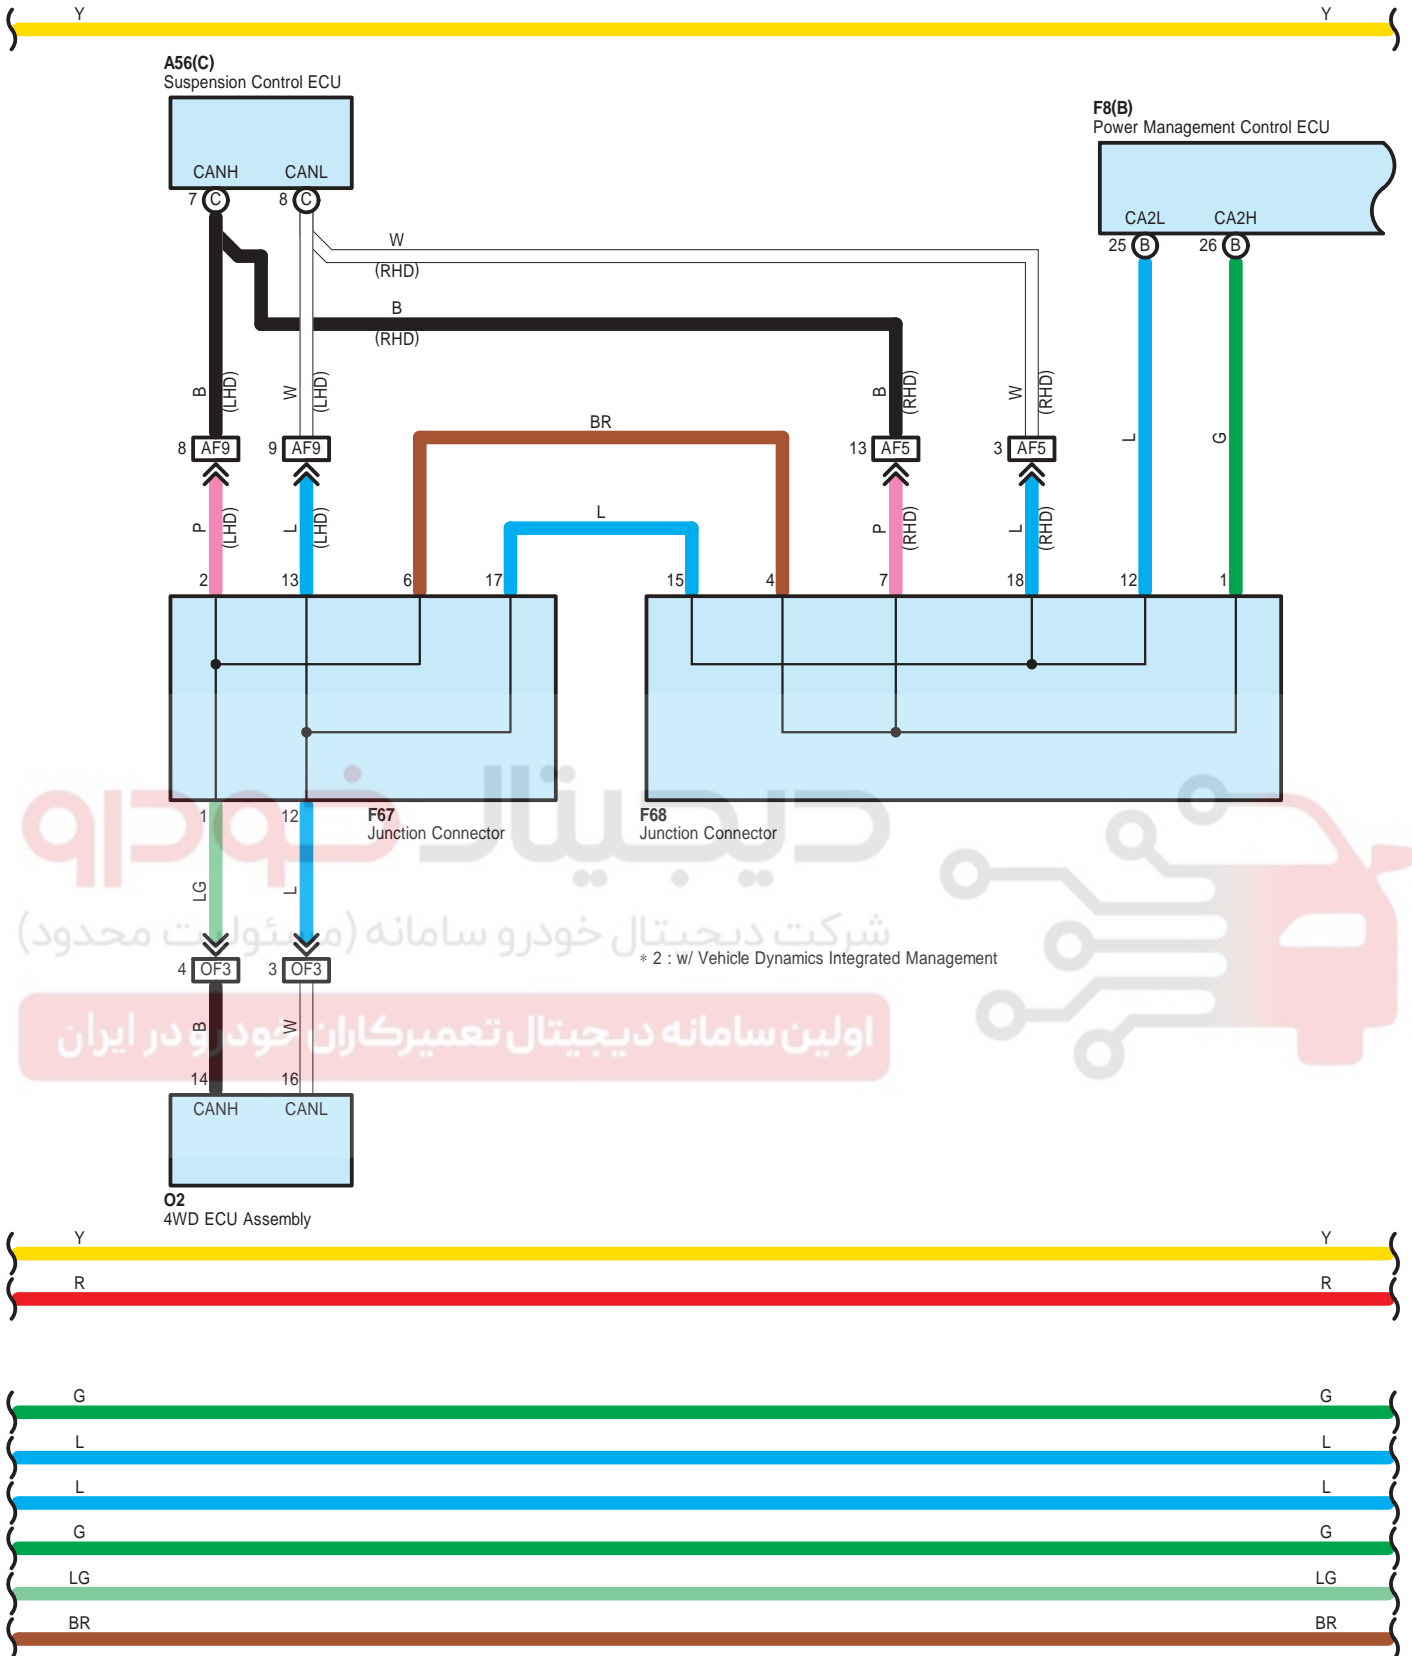 Y Y
A56(C)
Suspension Control ECU
F8(B)
Power Management Control ECU
CANH CANL
7 C 8 C
CA2L CA2H
25 B 26 B
W
(RHD)
B
(RHD)
B (LHD) W (LHD) B (RHD) W (RHD)
BR
L G
8 AF9 9 AF9 13 AF5 3 AF5
L
P (LHD) L (LHD) P (RHD) L (RHD)
2 13 6 17 15 4 7 18 12 1
1 12
F67
Junction Connector
F68
Junction Connector
دیجیتال خودرو
LG L
شرکت دیجیتال خودرو سامانه (مسئولیت محدود)
* 2 : w/ Vehicle Dynamics Integrated Management
4 OF3 3 OF3
B W
اولین سامانه دیجیتال تعمیرکاران خودرو در ایران
14 16
CANH CANL
O2
4WD ECU Assembly
Y Y
R R
G G
L L
L L
G G
LG LG
BR BR